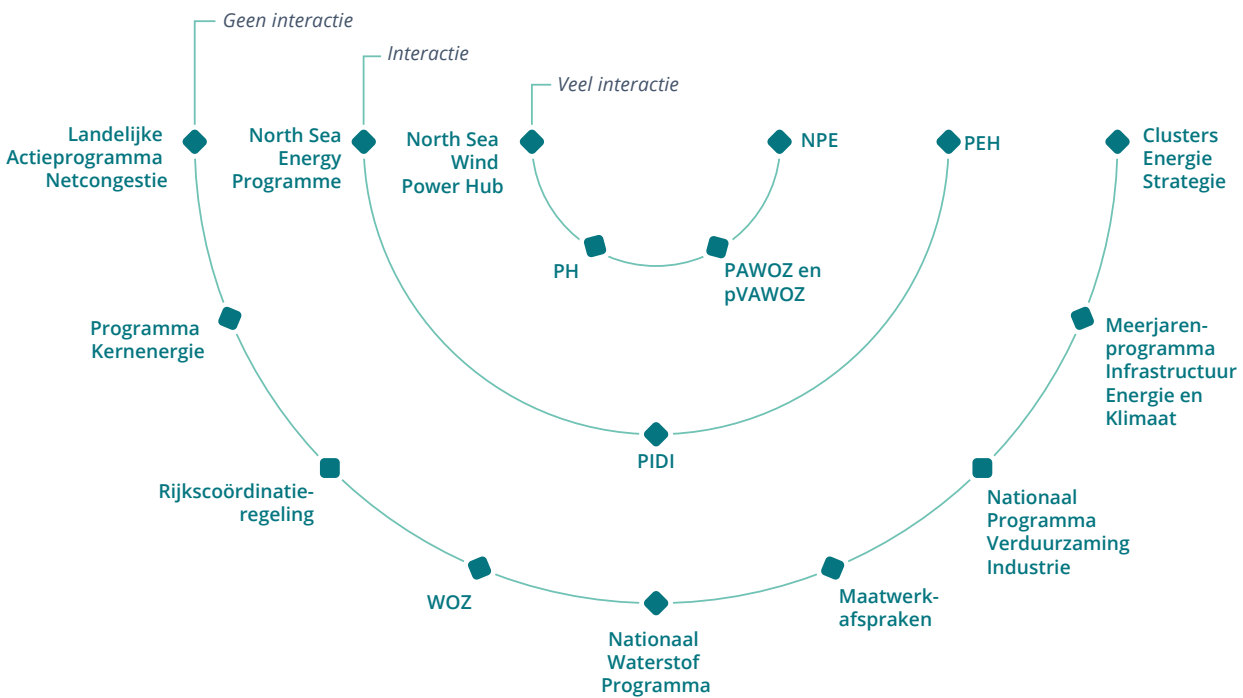 Geen interactie
Interactie
Veel interactie
Landelijke
Actieprogramma
Netcongestie
North Sea
Energy
Programme
North Sea
Wind
Power Hub
NPE
PEH
Clusters
Energie
Strategie
PH
PAWOZ en
pVAWOZ
Programma
Kernenergie
Meerjaren-
programma
Infrastructuur
Energie en
Klimaat
PIDI
Rijkscoördinatie-
regeling
Nationaal
Programma
Verduurzaming
Industrie
WOZ
Maatwerk-
afspraken
Nationaal
Waterstof
Programma